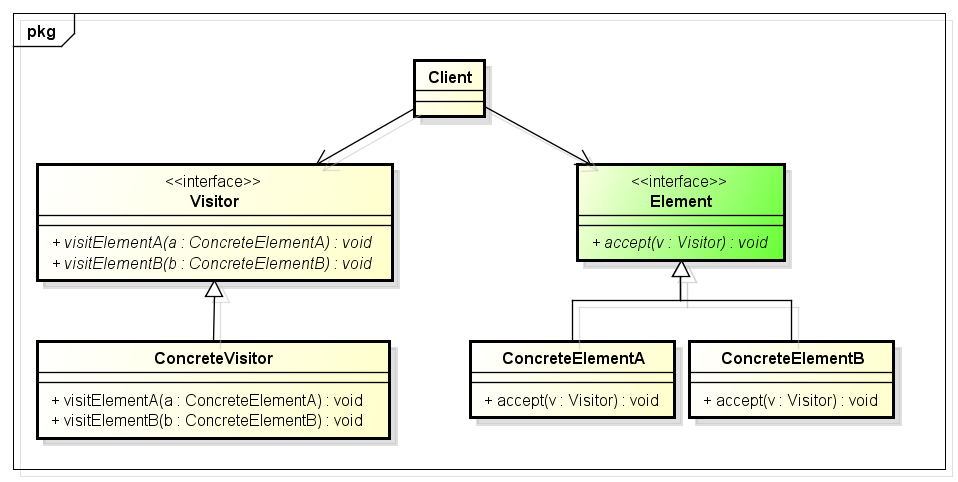 pkg
Client
<<interface>>
Visitor
+ visitElementA(a : ConcreteElementA) : void
+ visitElementB(b : ConcreteElementB) : void
<<interface>>
Element
+ accept(v : Visitor) : void
ConcreteVisitor
+ visitElementA(a : ConcreteElementA) : void
+ visitElementB(b : ConcreteElementB) : void
ConcreteElementA
+ accept(v : Visitor) : void
ConcreteElementB
+ accept(v : Visitor) : void